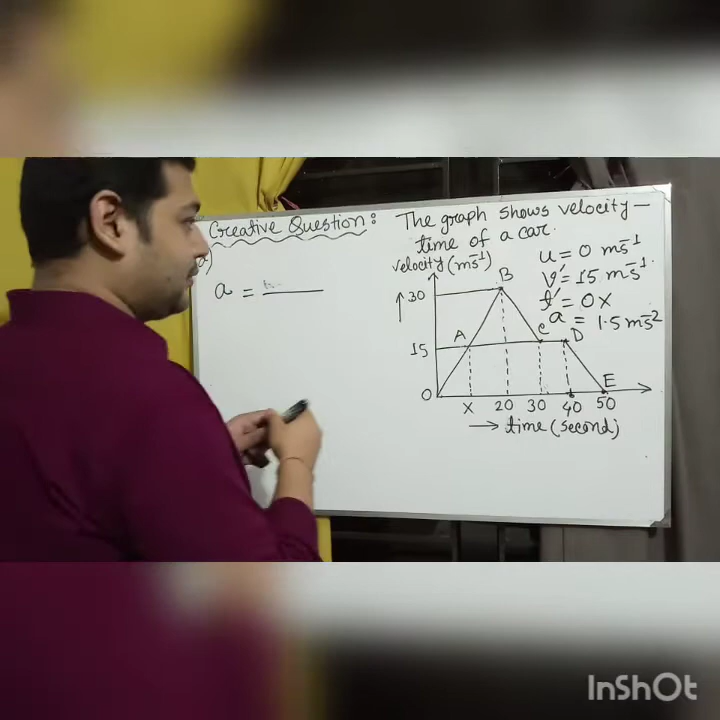 Creative Question:
a)
a =
The graph shows velocity –
time of a car.
velocity (ms⁻¹)
u = 0 ms⁻¹
v' = 15 ms⁻¹
t' = 0x
a = 1.5 ms⁻²
B
30
A
C
D
15
E
0
x 20 30 40 50
→ time (second)
InShOt